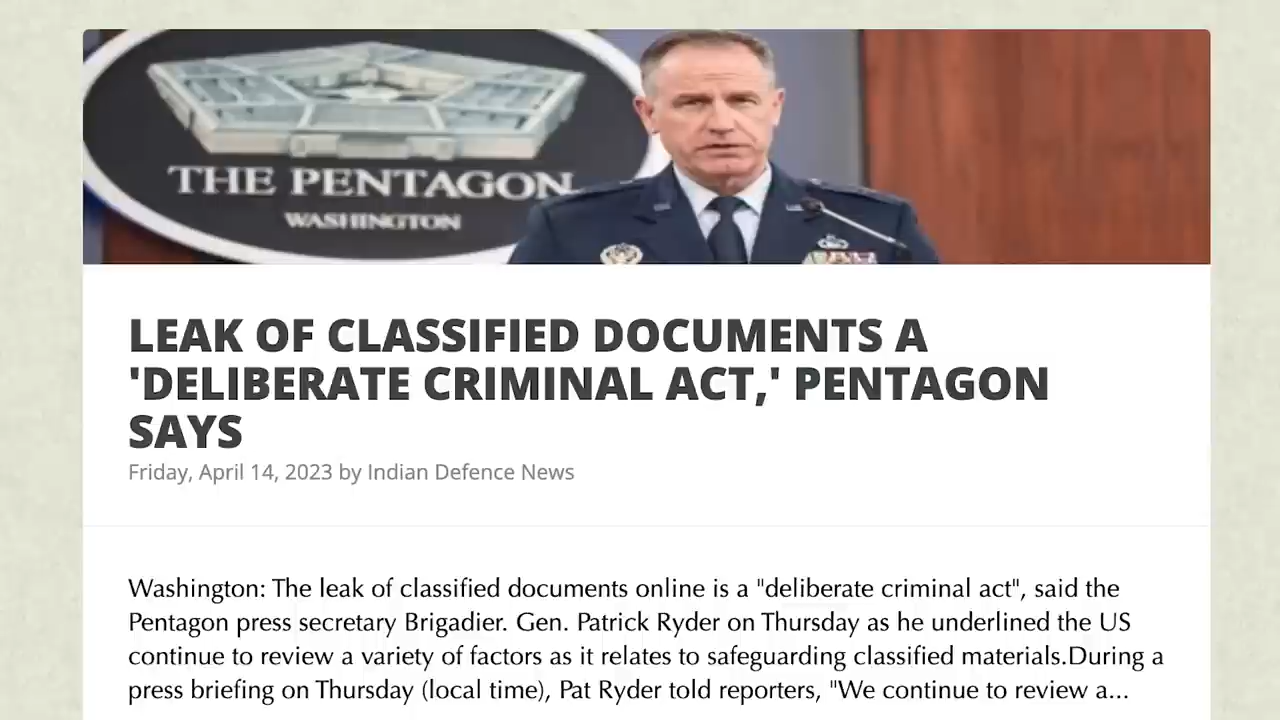 THE PENTAGON
WASHINGTON
LEAK OF CLASSIFIED DOCUMENTS A
'DELIBERATE CRIMINAL ACT,' PENTAGON
SAYS
Friday, April 14, 2023 by Indian Defence News
Washington: The leak of classified documents online is a "deliberate criminal act", said the
Pentagon press secretary Brigadier. Gen. Patrick Ryder on Thursday as he underlined the US
continue to review a variety of factors as it relates to safeguarding classified materials.During a
press briefing on Thursday (local time), Pat Ryder told reporters, "We continue to review a...